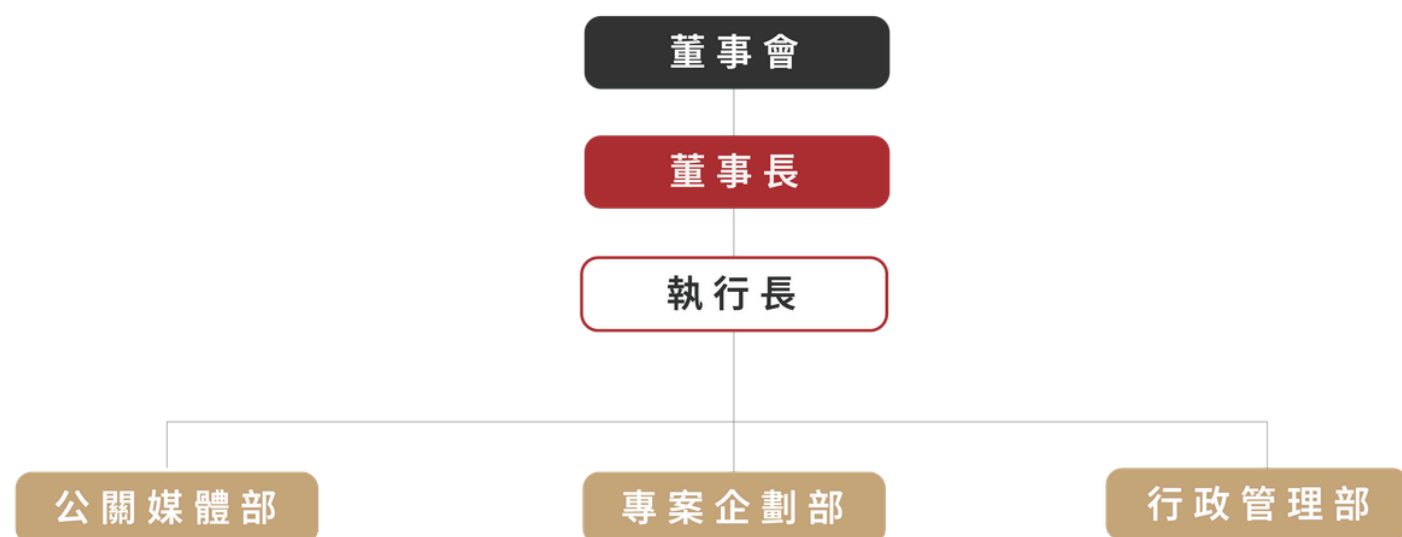 董事會
董事長
執行長
公關媒體部
專案企劃部
行政管理部